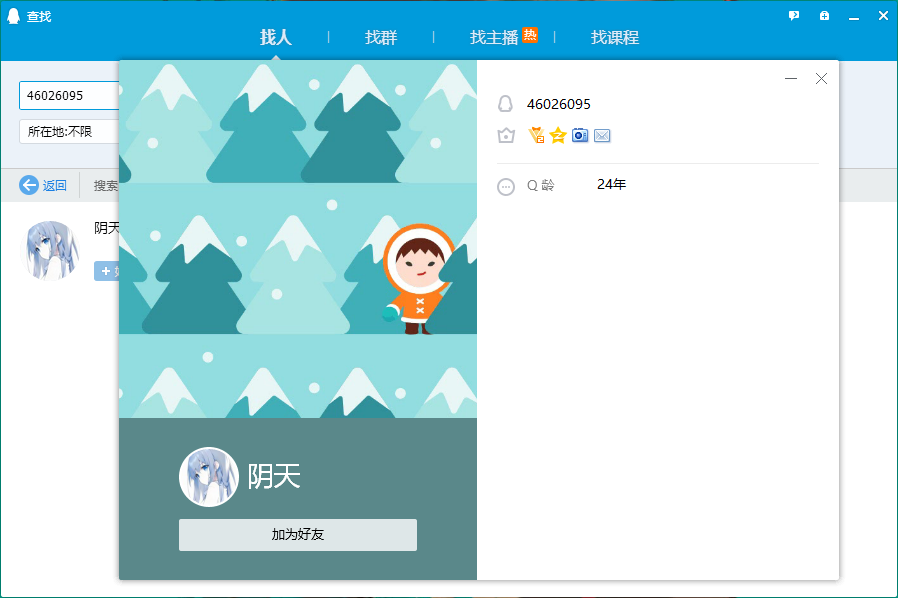 查找
找人
找群
找主播 热
找课程
46026095
所在地:不限
返回
搜索
阴天
46026095
Q 龄 24年
阴天
加为好友